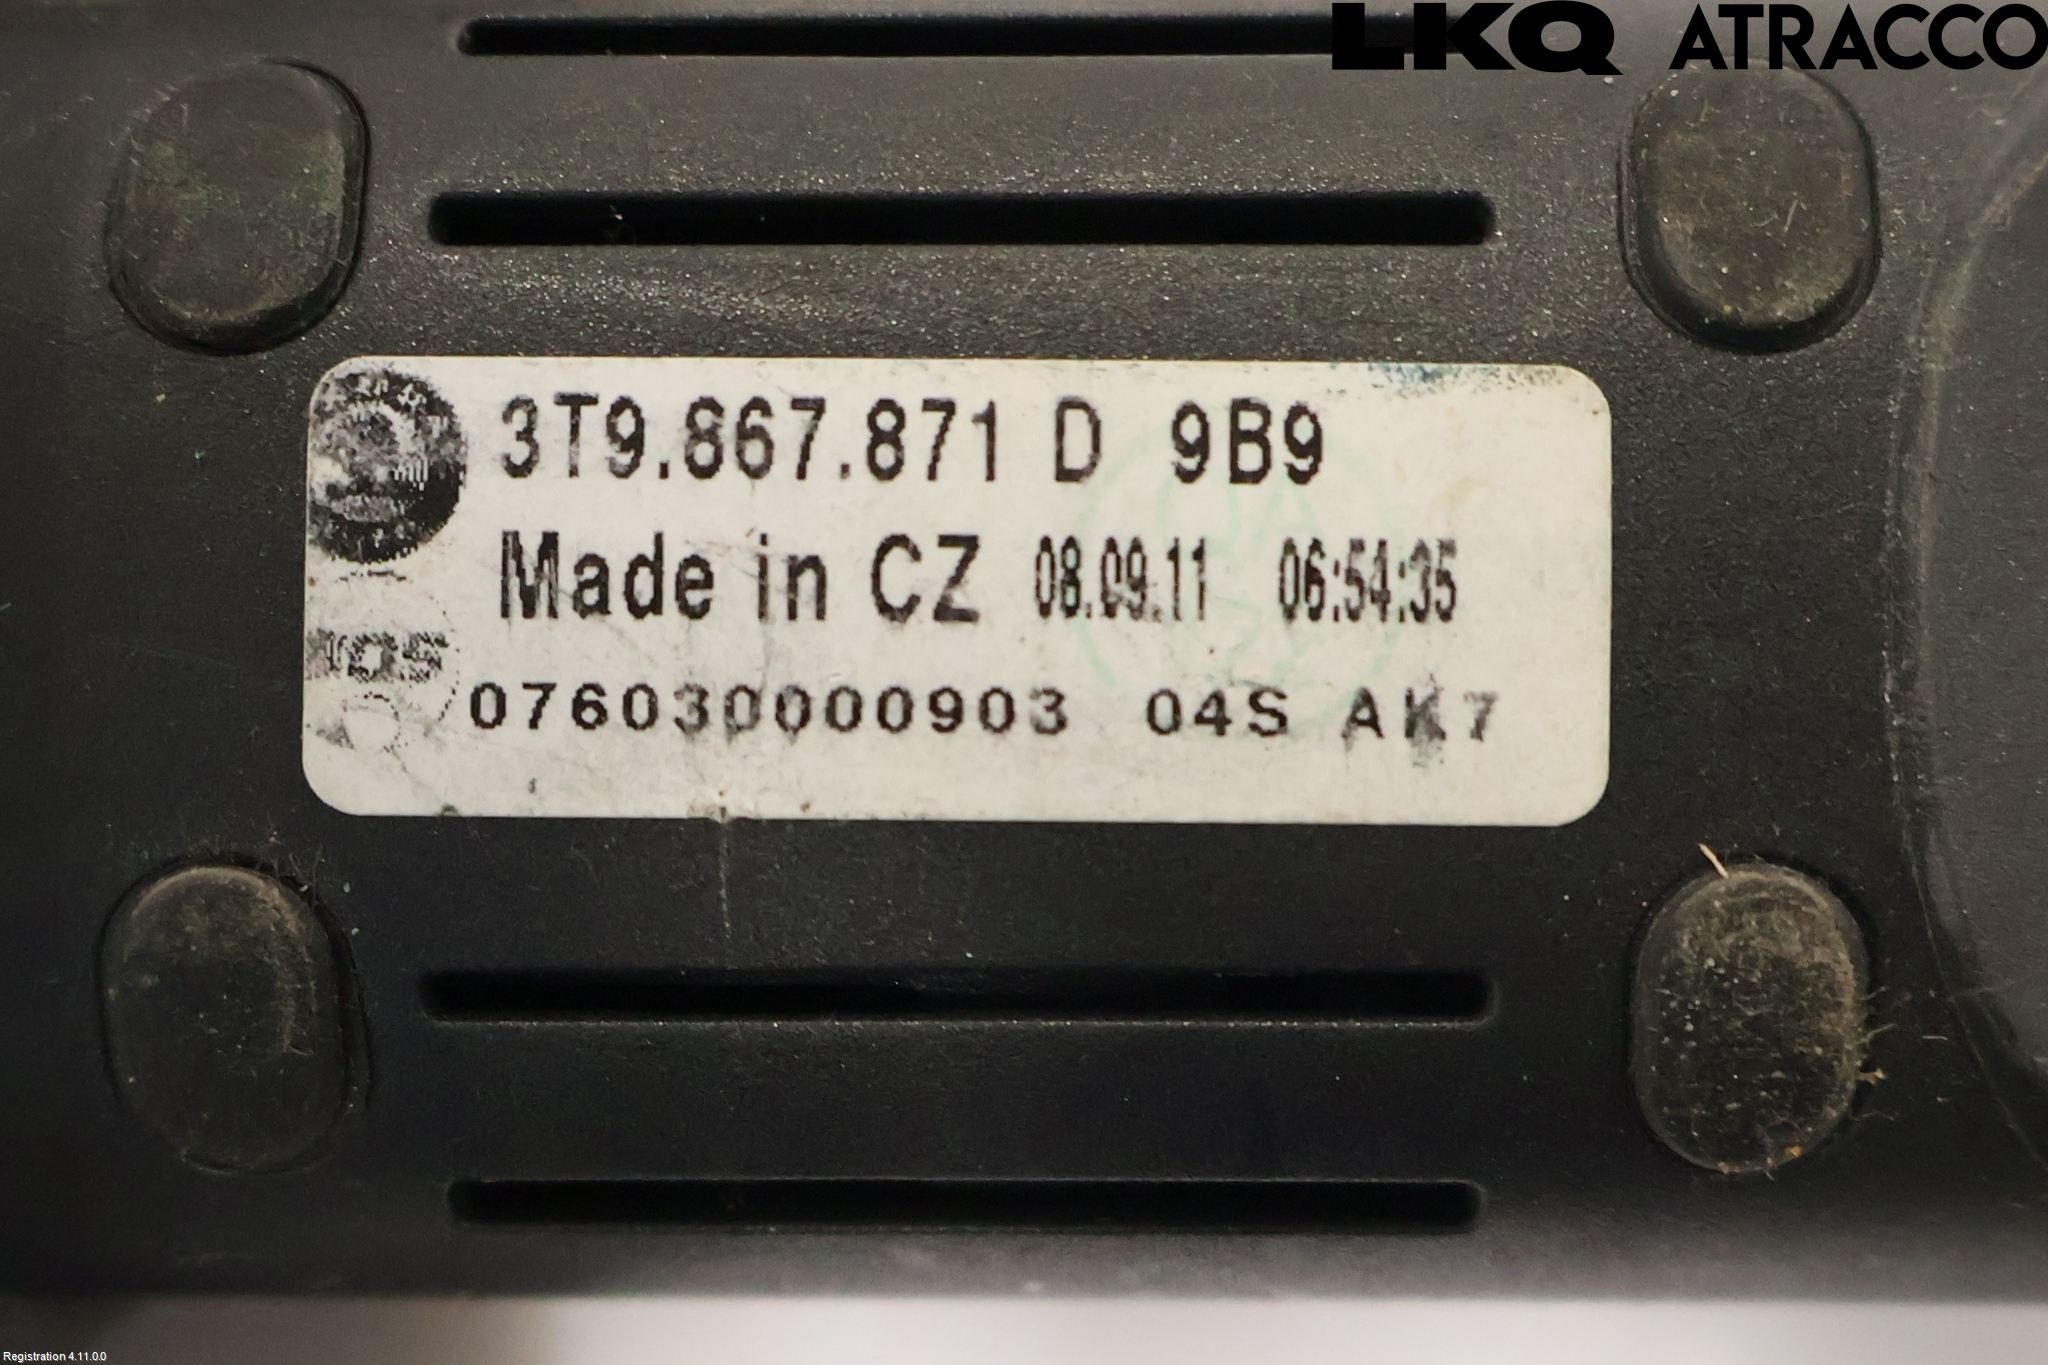 LKQ ATRACCO
3T9.867.871 D 9B9
Made in CZ 08.09.11 06:54:35
076030000903 04S AK7
Registration 4.11.0.0